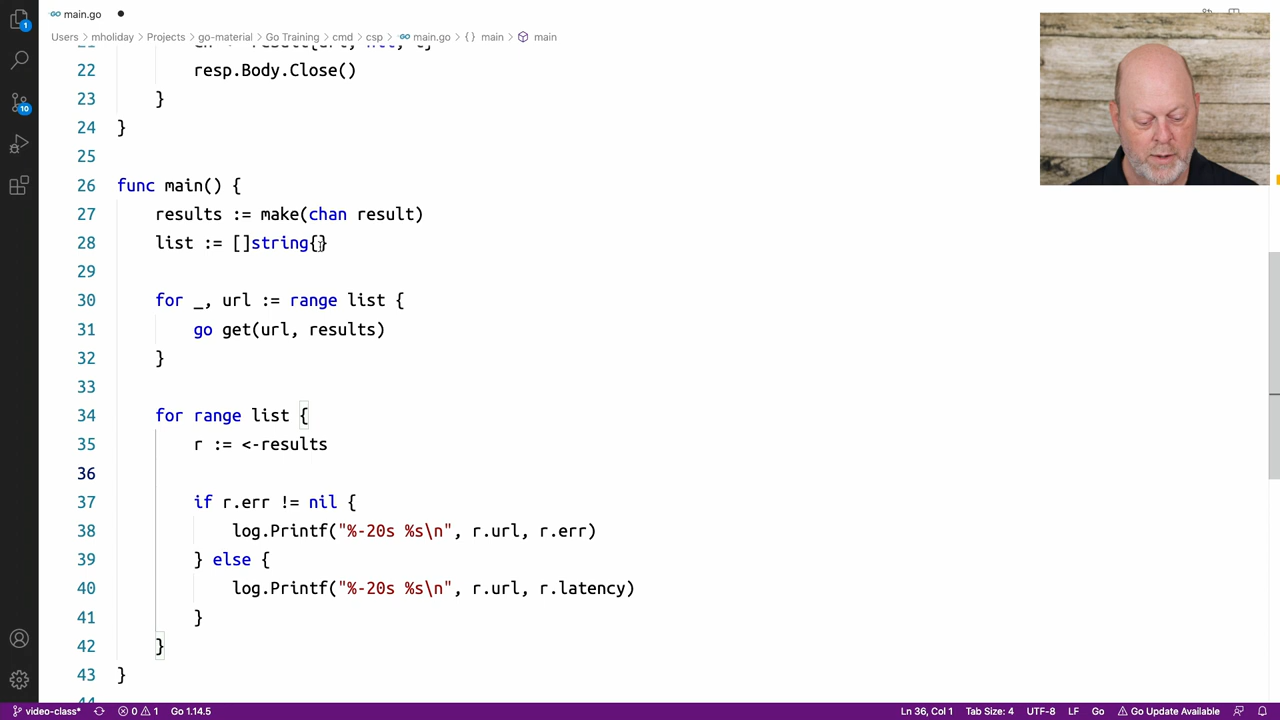 main.go
Users mholiday Projects go-material Go Training cmd csp main.go {} main main
1
10
22 resp.Body.Close()
23 }
24 }
25
26 func main() {
27 results := make(chan result)
28 list := []string{}
29
30 for _, url := range list {
31 go get(url, results)
32 }
33
34 for range list {
35 r := <-results
36
37 if r.err != nil {
38 log.Printf("%-20s %s\n", r.url, r.err)
39 } else {
40 log.Printf("%-20s %s\n", r.url, r.latency)
41 }
42 }
43 }
video-class* 0 1 Go 1.14.5 Ln 36, Col 1 Tab Size: 4 UTF-8 LF Go Go Update Available